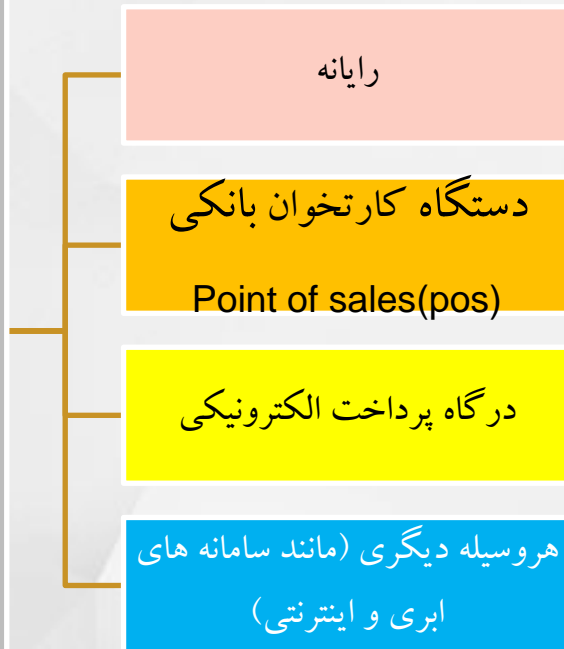 رایانه
دستگاه کارتخوان بانکی
Point of sales(pos)
درگاه پرداخت الکترونیکی
هروسیله دیگری (مانند سامانه های
ابری و اینترنتی)